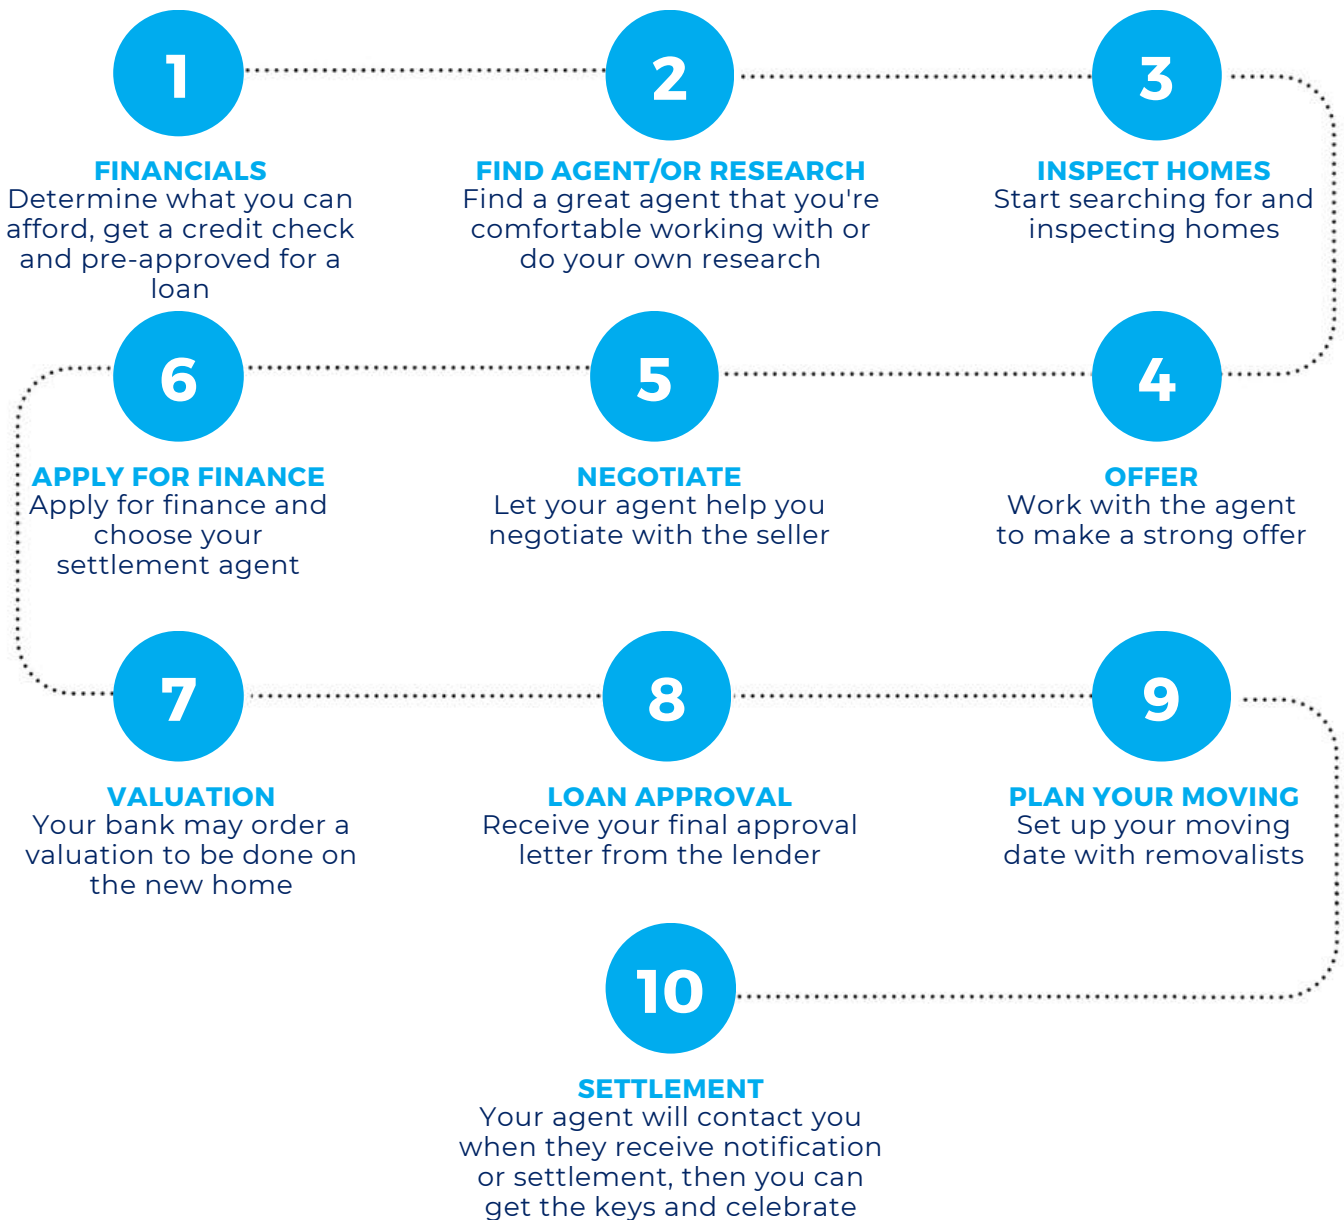 1
FINANCIALS
Determine what you can
afford, get a credit check
and pre-approved for a
loan
2
FIND AGENT/OR RESEARCH
Find a great agent that you're
comfortable working with or
do your own research
3
INSPECT HOMES
Start searching for and
inspecting homes
4
OFFER
Work with the agent
to make a strong offer
5
NEGOTIATE
Let your agent help you
negotiate with the seller
6
APPLY FOR FINANCE
Apply for finance and
choose your
settlement agent
7
VALUATION
Your bank may order a
valuation to be done on
the new home
8
LOAN APPROVAL
Receive your final approval
letter from the lender
9
PLAN YOUR MOVING
Set up your moving
date with removalists
10
SETTLEMENT
Your agent will contact you
when they receive notification
or settlement, then you can
get the keys and celebrate